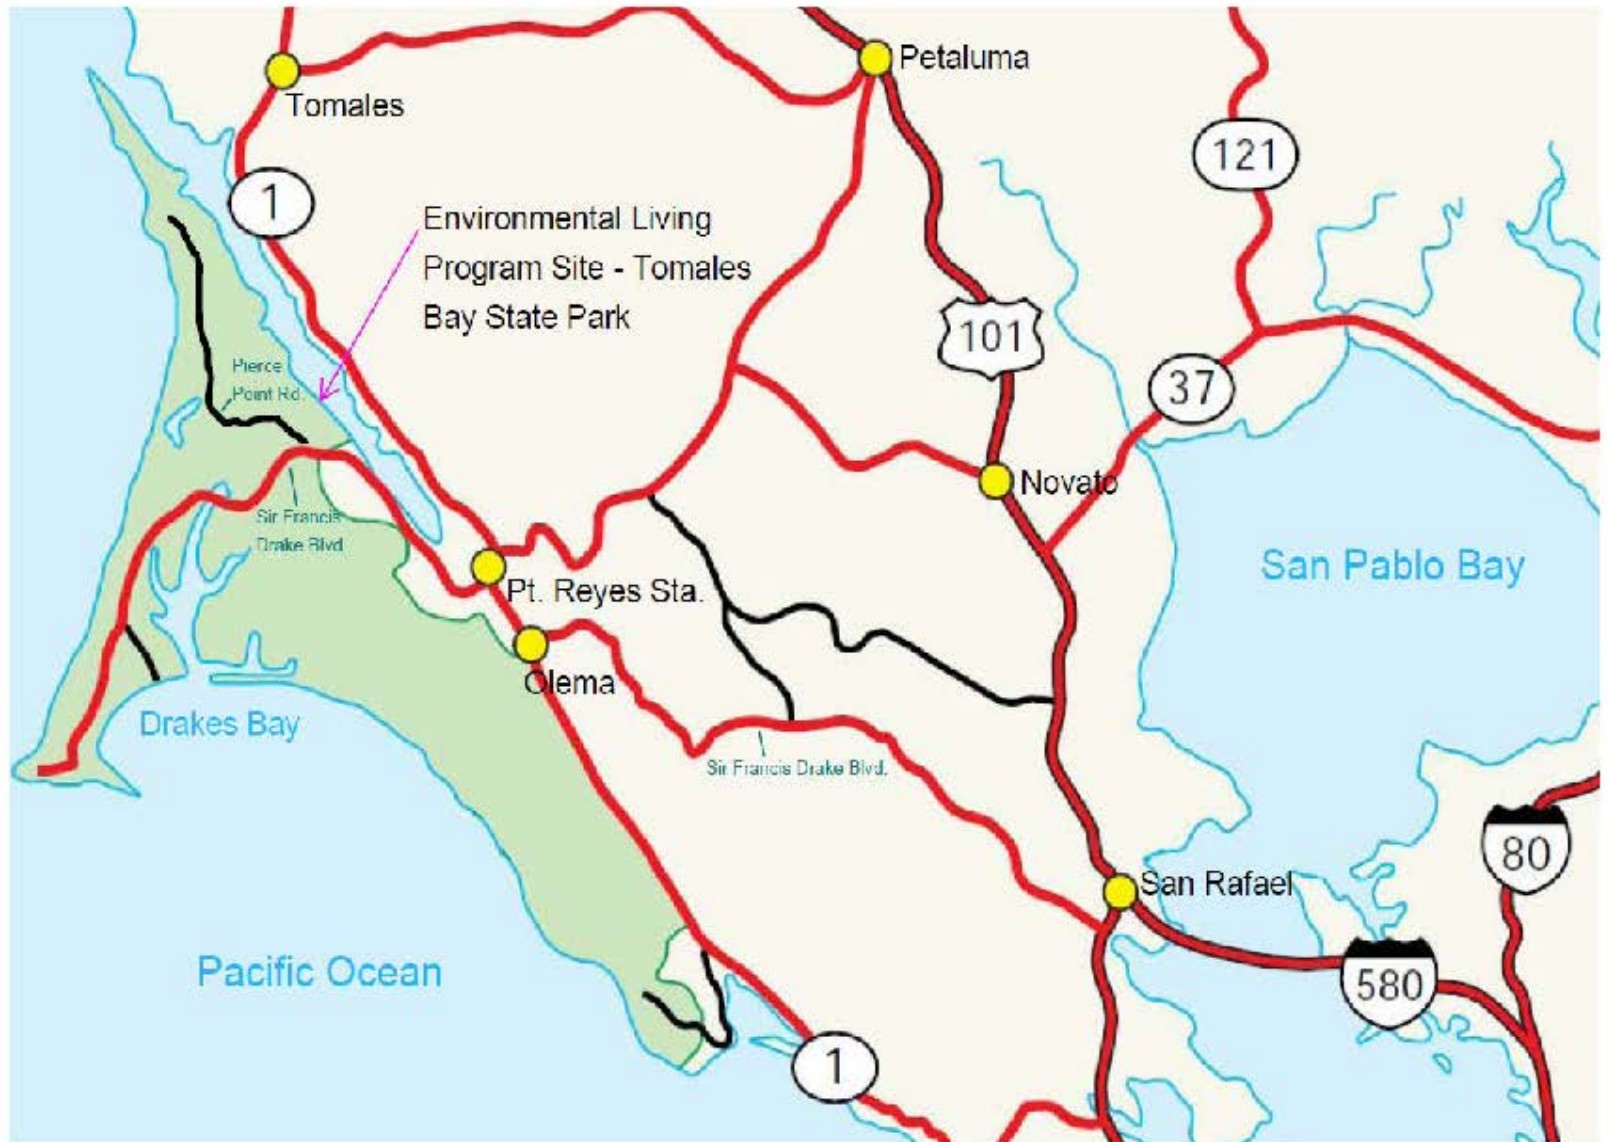 Petaluma
Tomales
121
1
Environmental Living
Program Site - Tomales
Bay State Park
101
Pierce
Point Rd.
37
Novato
Sir Francis
Drake Blvd
San Pablo Bay
Pt. Reyes Sta.
Olema
Drakes Bay
Sir Francis Drake Blvd.
80
San Rafael
Pacific Ocean
580
1